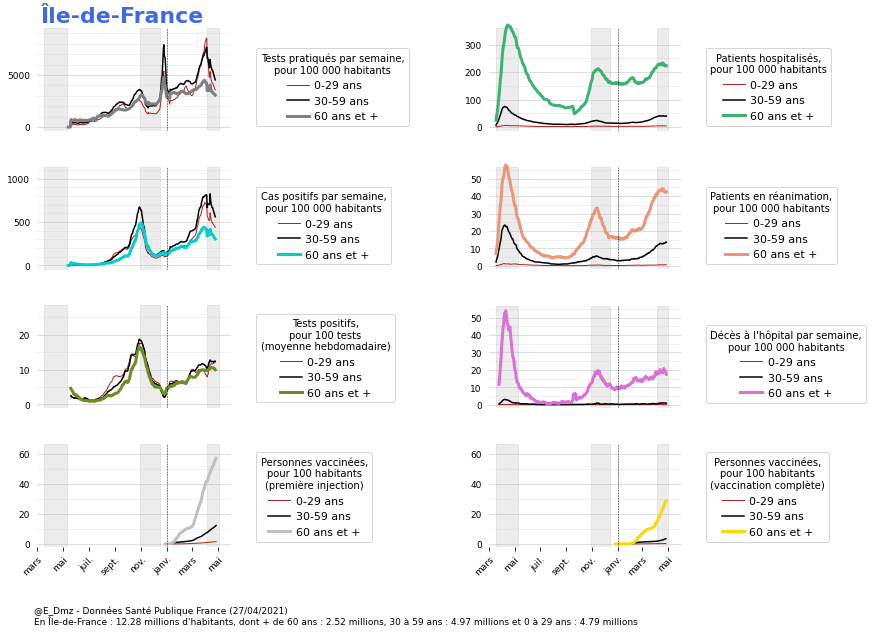 Île-de-France
5000
0
Tests pratiqués par semaine,
pour 100 000 habitants
0-29 ans
30-59 ans
60 ans et +
300
200
100
0
Patients hospitalisés,
pour 100 000 habitants
0-29 ans
30-59 ans
60 ans et +
1000
500
0
Cas positifs par semaine,
pour 100 000 habitants
0-29 ans
30-59 ans
60 ans et +
50
40
30
20
10
0
Patients en réanimation,
pour 100 000 habitants
0-29 ans
30-59 ans
60 ans et +
20
10
0
Tests positifs,
pour 100 tests
(moyenne hebdomadaire)
0-29 ans
30-59 ans
60 ans et +
50
40
30
20
10
0
Décès à l'hôpital par semaine,
pour 100 000 habitants
0-29 ans
30-59 ans
60 ans et +
60
40
20
0
mars
mai
juil.
sept.
nov.
janv.
mars
mai
Personnes vaccinées,
pour 100 habitants
(première injection)
0-29 ans
30-59 ans
60 ans et +
60
40
20
0
mars
mai
juil.
sept.
nov.
janv.
mars
mai
Personnes vaccinées,
pour 100 habitants
(vaccination complète)
0-29 ans
30-59 ans
60 ans et +
@E_Dmz - Données Santé Publique France (27/04/2021)
En Île-de-France : 12.28 millions d'habitants, dont + de 60 ans : 2.52 millions, 30 à 59 ans : 4.97 millions et 0 à 29 ans : 4.79 millions